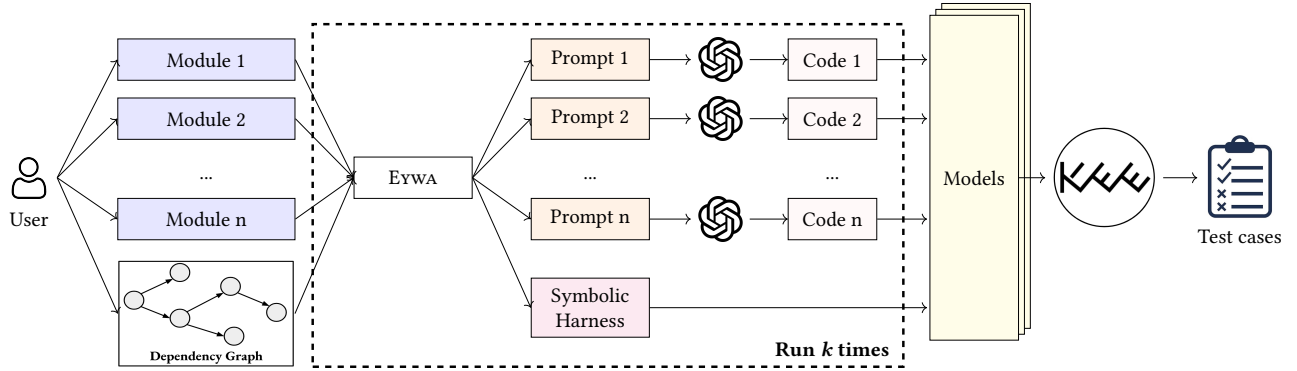 User
Module 1
Module 2
...
Module n
Dependency Graph
Eywa
Prompt 1
Prompt 2
...
Prompt n
Symbolic
Harness
Code 1
Code 2
...
Code n
Run k times
Models
KLEE
Test cases